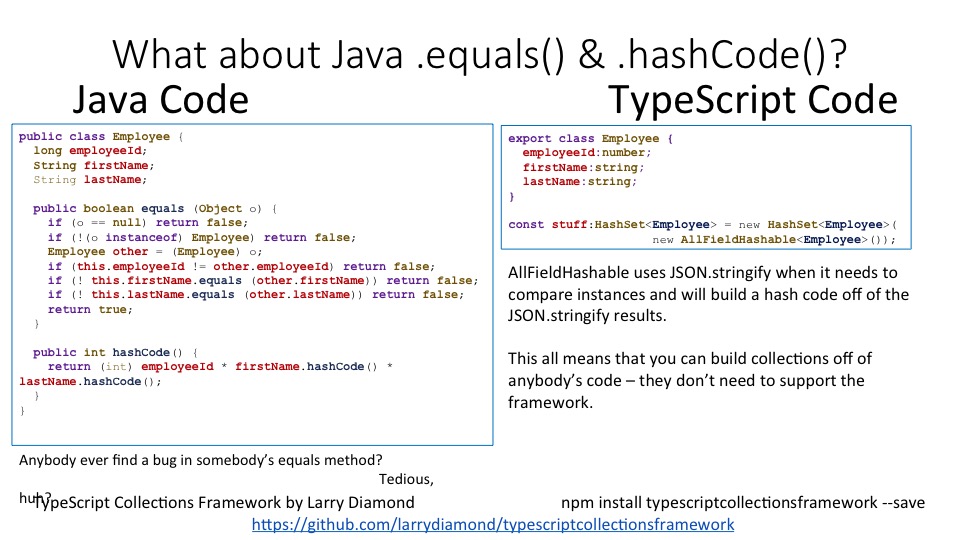 What about Java .equals() & .hashCode()?
Java Code
TypeScript Code
public class Employee {
  long employeeId;
  String firstName;
  String lastName;

  public boolean equals (Object o) {
    if (o == null) return false;
    if (!(o instanceof) Employee) return false;
    Employee other = (Employee) o;
    if (this.employeeId != other.employeeId) return false;
    if (! this.firstName.equals (other.firstName)) return false;
    if (! this.lastName.equals (other.lastName)) return false;
    return true;
  }

  public int hashCode() {
    return (int) employeeId * firstName.hashCode() *
lastName.hashCode();
  }
}
export class Employee {
  employeeId:number;
  firstName:string;
  lastName:string;
}

const stuff:HashSet<Employee> = new HashSet<Employee>(
                    new AllFieldHashable<Employee>());
AllFieldHashable uses JSON.stringify when it needs to
compare instances and will build a hash code off of the
JSON.stringify results.

This all means that you can build collections off of
anybody's code – they don't need to support the
framework.
Anybody ever find a bug in somebody's equals method?
Tedious,
huh?
TypeScript Collections Framework by Larry Diamond
npm install typescriptcollectionsframework --save
https://github.com/larrydiamond/typescriptcollectionsframework